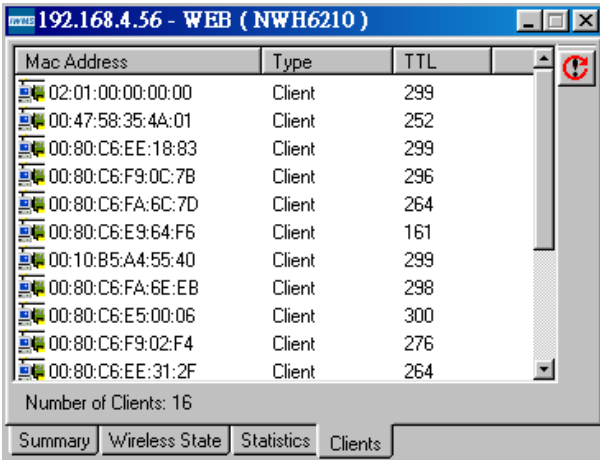 192.168.4.56 - WEB ( NWH6210 )
Mac Address Type TTL
02:01:00:00:00:00 Client 299
00:47:58:35:4A:01 Client 252
00:80:C6:EE:18:83 Client 299
00:80:C6:F9:0C:7B Client 296
00:80:C6:FA:6C:7D Client 264
00:80:C6:E9:64:F6 Client 161
00:10:B5:A4:55:40 Client 299
00:80:C6:FA:6E:EB Client 298
00:80:C6:E5:00:06 Client 300
00:80:C6:F9:02:F4 Client 276
00:80:C6:EE:31:2F Client 264
Number of Clients: 16
Summary Wireless State Statistics Clients